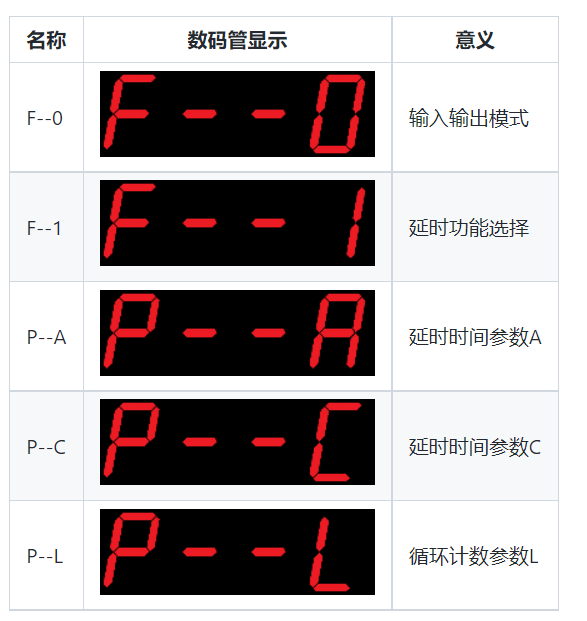 名称 数码管显示 意义
F--0 F--0 输入输出模式
F--1 F--1 延时功能选择
P--A P--A 延时时间参数A
P--C P--C 延时时间参数C
P--L P--L 循环计数参数L